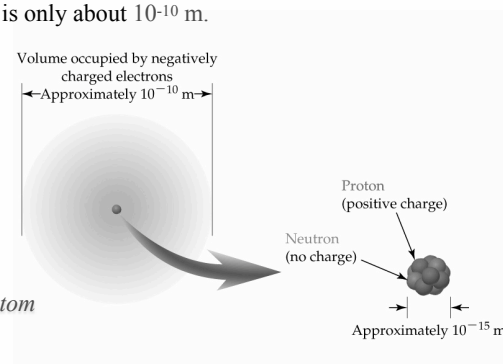 is only about 10⁻¹⁰ m.
Volume occupied by negatively
charged electrons
Approximately 10⁻¹⁰ m
Proton
(positive charge)
Neutron
(no charge)
tom
Approximately 10⁻¹⁵ m